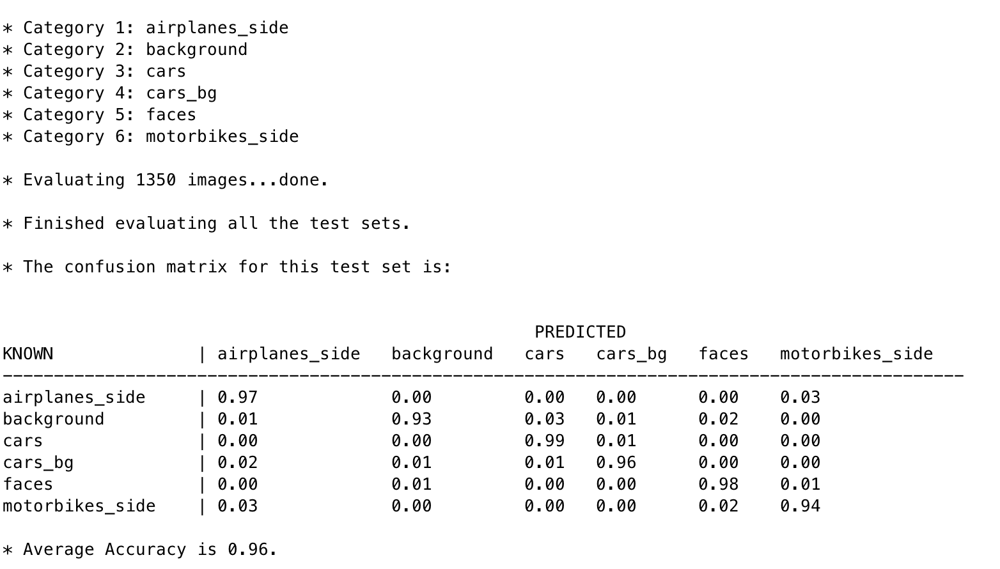 * Category 1: airplanes_side
* Category 2: background
* Category 3: cars
* Category 4: cars_bg
* Category 5: faces
* Category 6: motorbikes_side
* Evaluating 1350 images...done.
* Finished evaluating all the test sets.
* The confusion matrix for this test set is:
PREDICTED
KNOWN | airplanes_side background cars cars_bg faces motorbikes_side
----------------------------------------------------------------------------------------------
airplanes_side | 0.97 0.00 0.00 0.00 0.00 0.03
background | 0.01 0.93 0.03 0.01 0.02 0.00
cars | 0.00 0.00 0.99 0.01 0.00 0.00
cars_bg | 0.02 0.01 0.01 0.96 0.00 0.00
faces | 0.00 0.01 0.00 0.00 0.98 0.01
motorbikes_side | 0.03 0.00 0.00 0.00 0.02 0.94
* Average Accuracy is 0.96.